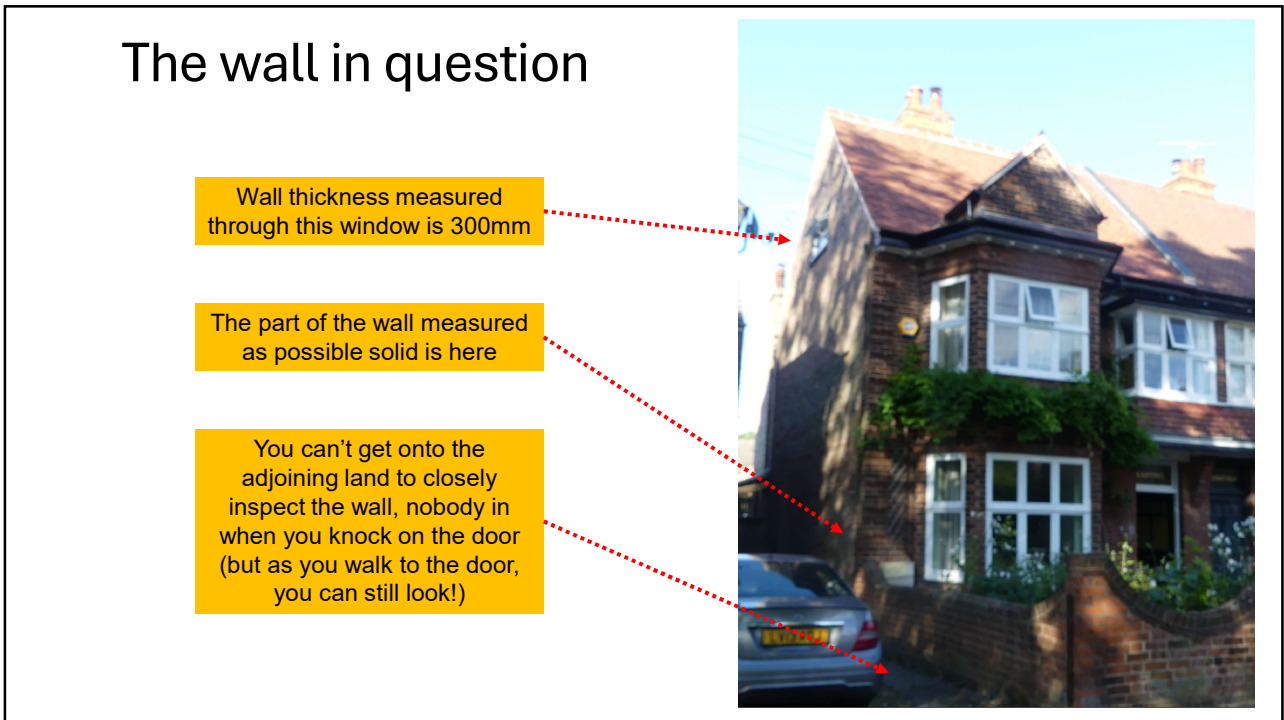 The wall in question
Wall thickness measured
through this window is 300mm
The part of the wall measured
as possible solid is here
You can’t get onto the
adjoining land to closely
inspect the wall, nobody in
when you knock on the door
(but as you walk to the door,
you can still look!)